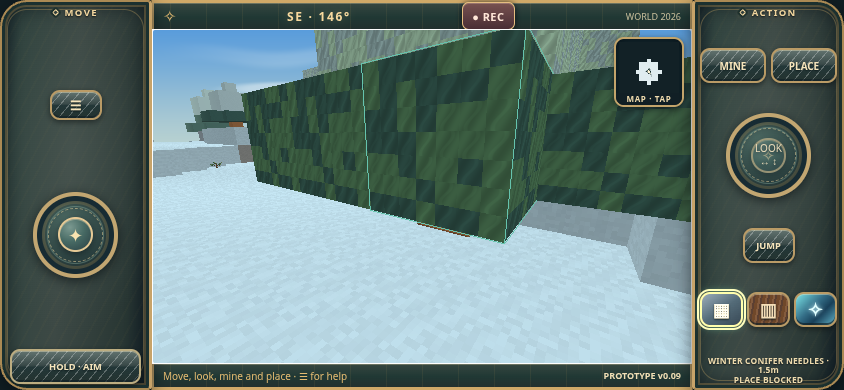 MOVE
SE · 146°
REC
WORLD 2026
ACTION
MINE
PLACE
MAP · TAP
LOOK
JUMP
HOLD · AIM
Move, look, mine and place · ☰ for help
PROTOTYPE v0.09
WINTER CONIFER NEEDLES ·
1.5m
PLACE BLOCKED